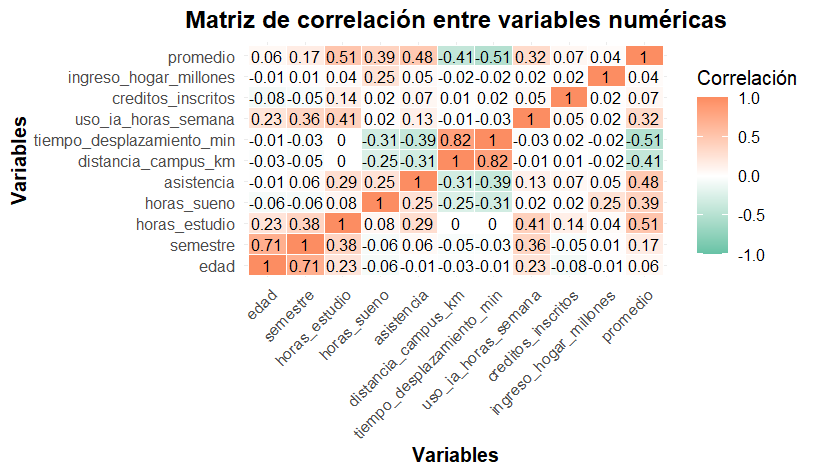 Matriz de correlación entre variables numéricas
Variables
promedio 0.06 0.17 0.51 0.39 0.48 -0.41 -0.51 0.32 0.07 0.04 1
ingreso_hogar_millones -0.01 0.01 0.04 0.25 0.05 -0.02 -0.02 0.02 0.02 1 0.04
creditos_inscritos -0.08 -0.05 0.14 0.02 0.07 0.01 0.02 0.05 1 0.02 0.07
uso_ia_horas_semana 0.23 0.36 0.41 0.02 0.13 -0.01 -0.03 1 0.05 0.02 0.32
tiempo_desplazamiento_min -0.01 -0.03 0 -0.31 -0.39 0.82 1 -0.03 0.02 -0.02 -0.51
distancia_campus_km -0.03 -0.05 0 -0.25 -0.31 1 0.82 -0.01 0.01 -0.02 -0.41
asistencia -0.01 0.06 0.29 0.25 1 -0.31 -0.39 0.13 0.07 0.05 0.48
horas_sueno -0.06 -0.06 0.08 1 0.25 -0.25 -0.31 0.02 0.02 0.25 0.39
horas_estudio 0.23 0.38 1 0.08 0.29 0 0 0.41 0.14 0.04 0.51
semestre 0.71 1 0.38 -0.06 0.06 -0.05 -0.03 0.36 -0.05 0.01 0.17
edad 1 0.71 0.23 -0.06 -0.01 -0.03 -0.01 0.23 -0.08 -0.01 0.06
edad
semestre
horas_estudio
horas_sueno
asistencia
distancia_campus_km
tiempo_desplazamiento_min
uso_ia_horas_semana
creditos_inscritos
ingreso_hogar_millones
promedio
Variables
Correlación
1.0
0.5
0.0
-0.5
-1.0